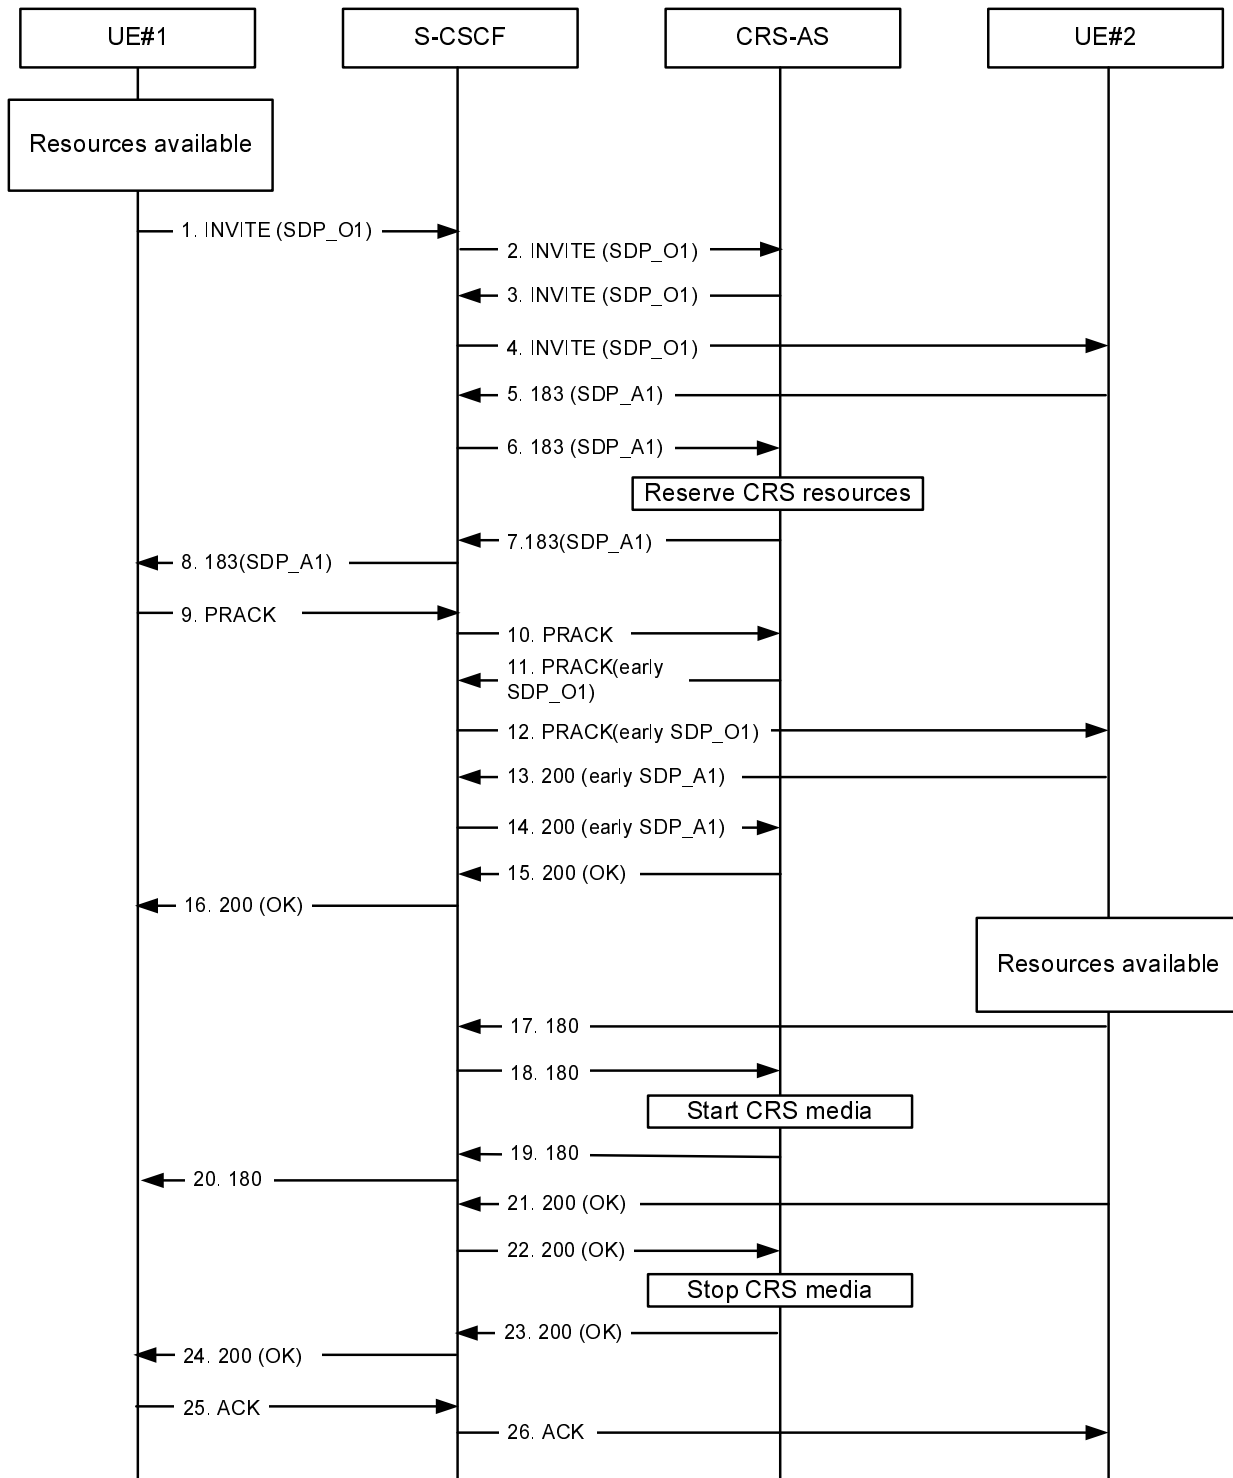 UE#1
S-CSCF
CRS-AS
UE#2
Resources available
1. INVITE (SDP_O1)
2. INVITE (SDP_O1)
3. INVITE (SDP_O1)
4. INVITE (SDP_O1)
5. 183 (SDP_A1)
6. 183 (SDP_A1)
Reserve CRS resources
7.183(SDP_A1)
8. 183(SDP_A1)
9. PRACK
10. PRACK
11. PRACK(early
SDP_O1)
12. PRACK(early SDP_O1)
13. 200 (early SDP_A1)
14. 200 (early SDP_A1)
15. 200 (OK)
16. 200 (OK)
Resources available
17. 180
18. 180
Start CRS media
19. 180
20. 180
21. 200 (OK)
22. 200 (OK)
Stop CRS media
23. 200 (OK)
24. 200 (OK)
25. ACK
26. ACK